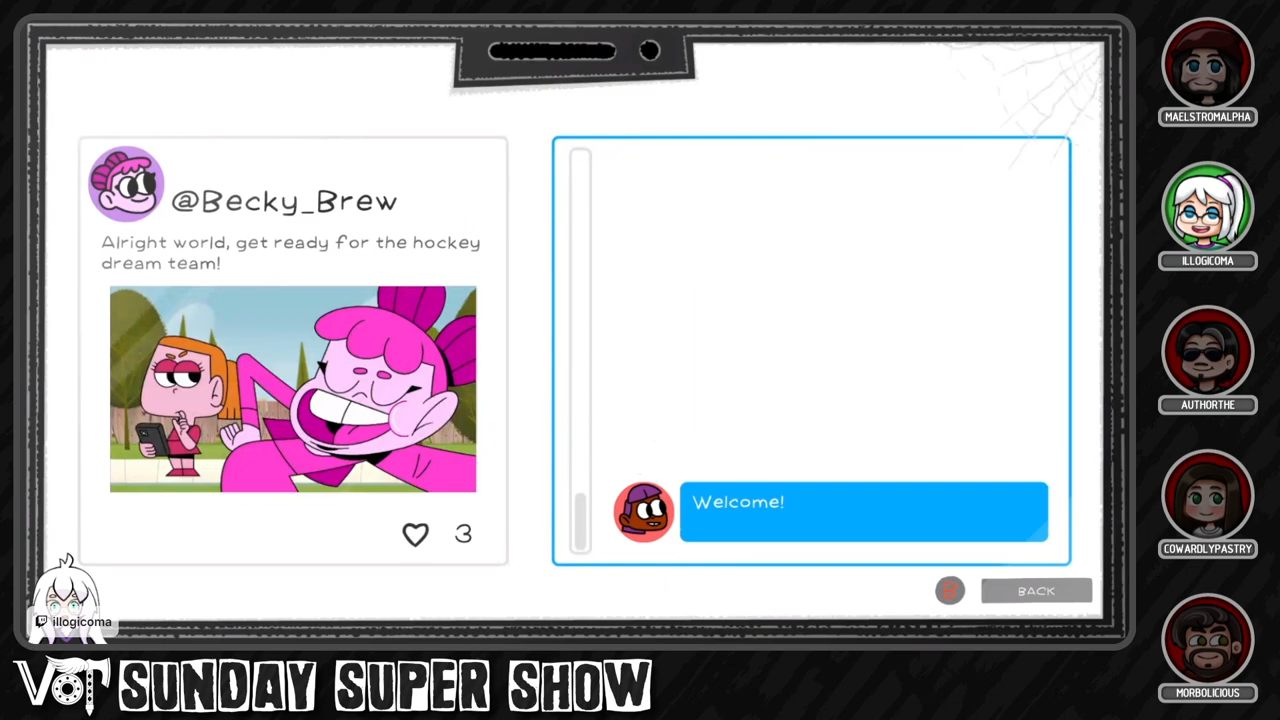 @Becky_Brew
Alright world, get ready for the hockey
dream team!
3
Welcome!
B
BACK
illogicoma
MAELSTROMALPHA
ILLOGICOMA
AUTHORTHE
COWARDLYPASTRY
MORBOLICIOUS
VOT SUNDAY SUPER SHOW